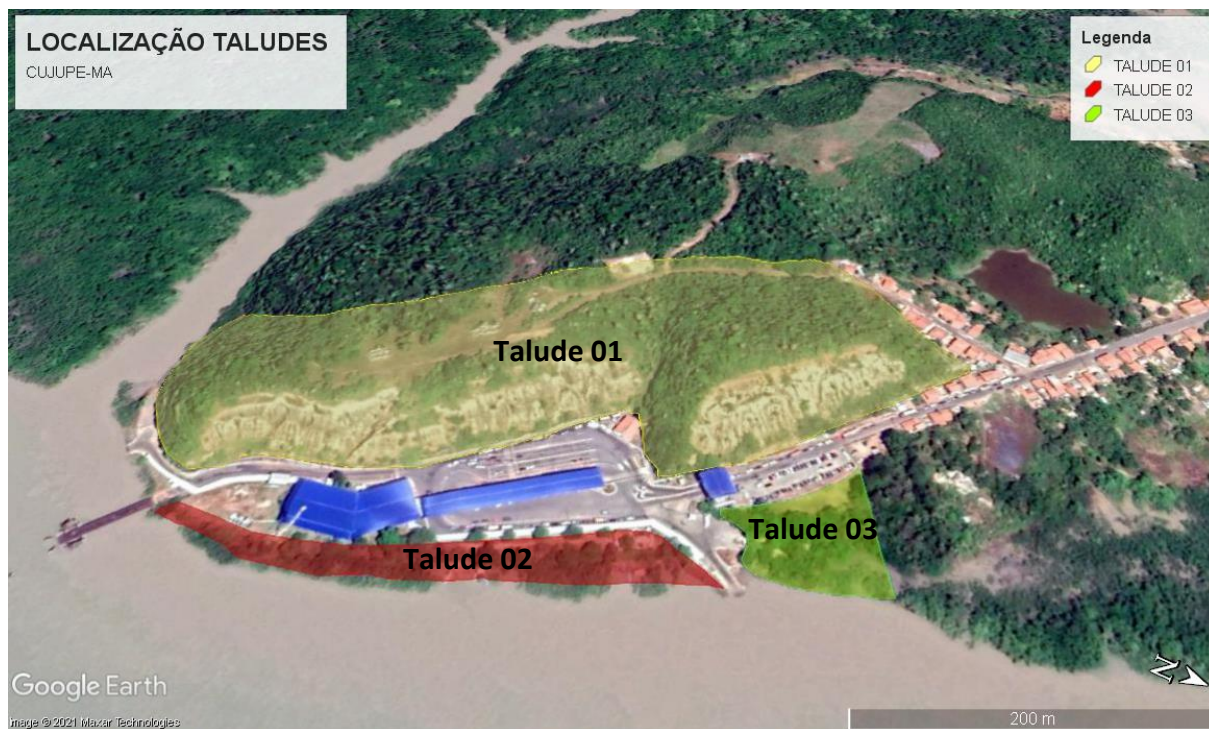 LOCALIZAÇÃO TALUDES
CUJUPE-MA
Legenda
TALUDE 01
TALUDE 02
TALUDE 03
Talude 01
Talude 03
Talude 02
N
Google Earth
Image © 2021 Maxar Technologies
200 m